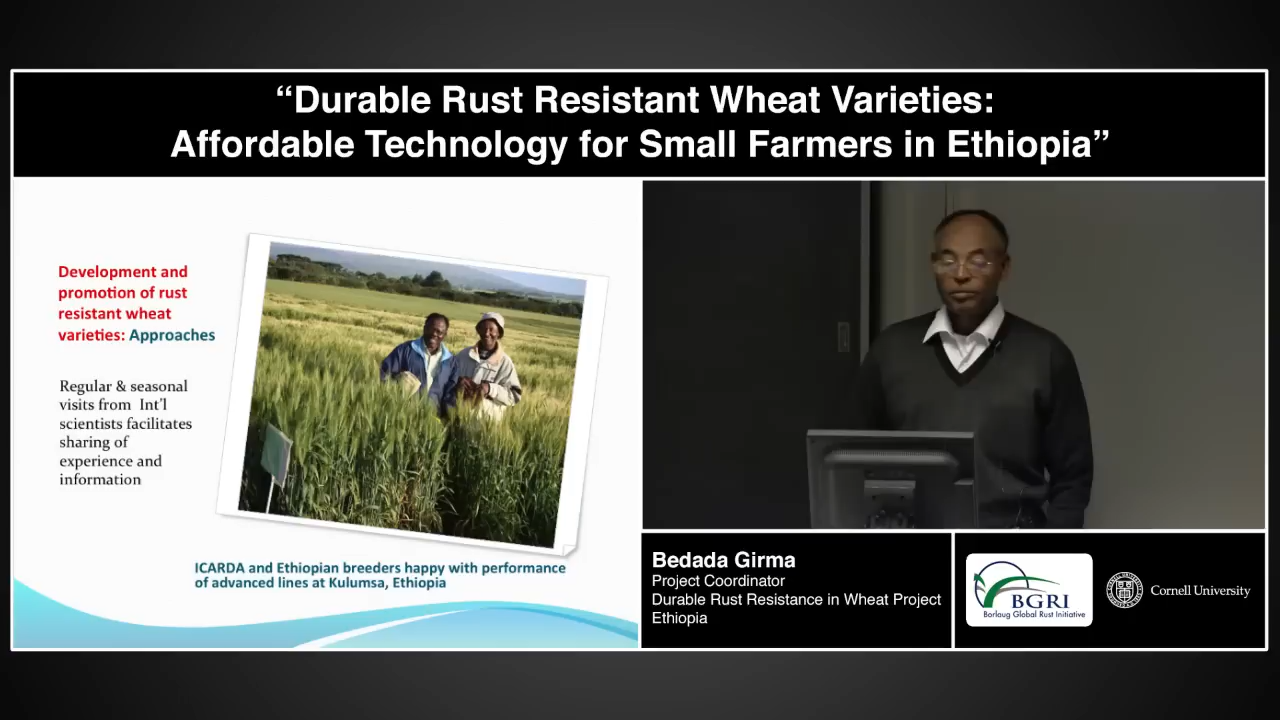 “Durable Rust Resistant Wheat Varieties:
Affordable Technology for Small Farmers in Ethiopia”
Development and
promotion of rust
resistant wheat
varieties: Approaches
Regular & seasonal
visits from Int'l
scientists facilitates
sharing of
experience and
information
ICARDA and Ethiopian breeders happy with performance
of advanced lines at Kulumsa, Ethiopia
Bedada Girma
Project Coordinator
Durable Rust Resistance in Wheat Project
Ethiopia
BGRI
Borlaug Global Rust Initiative
Cornell University